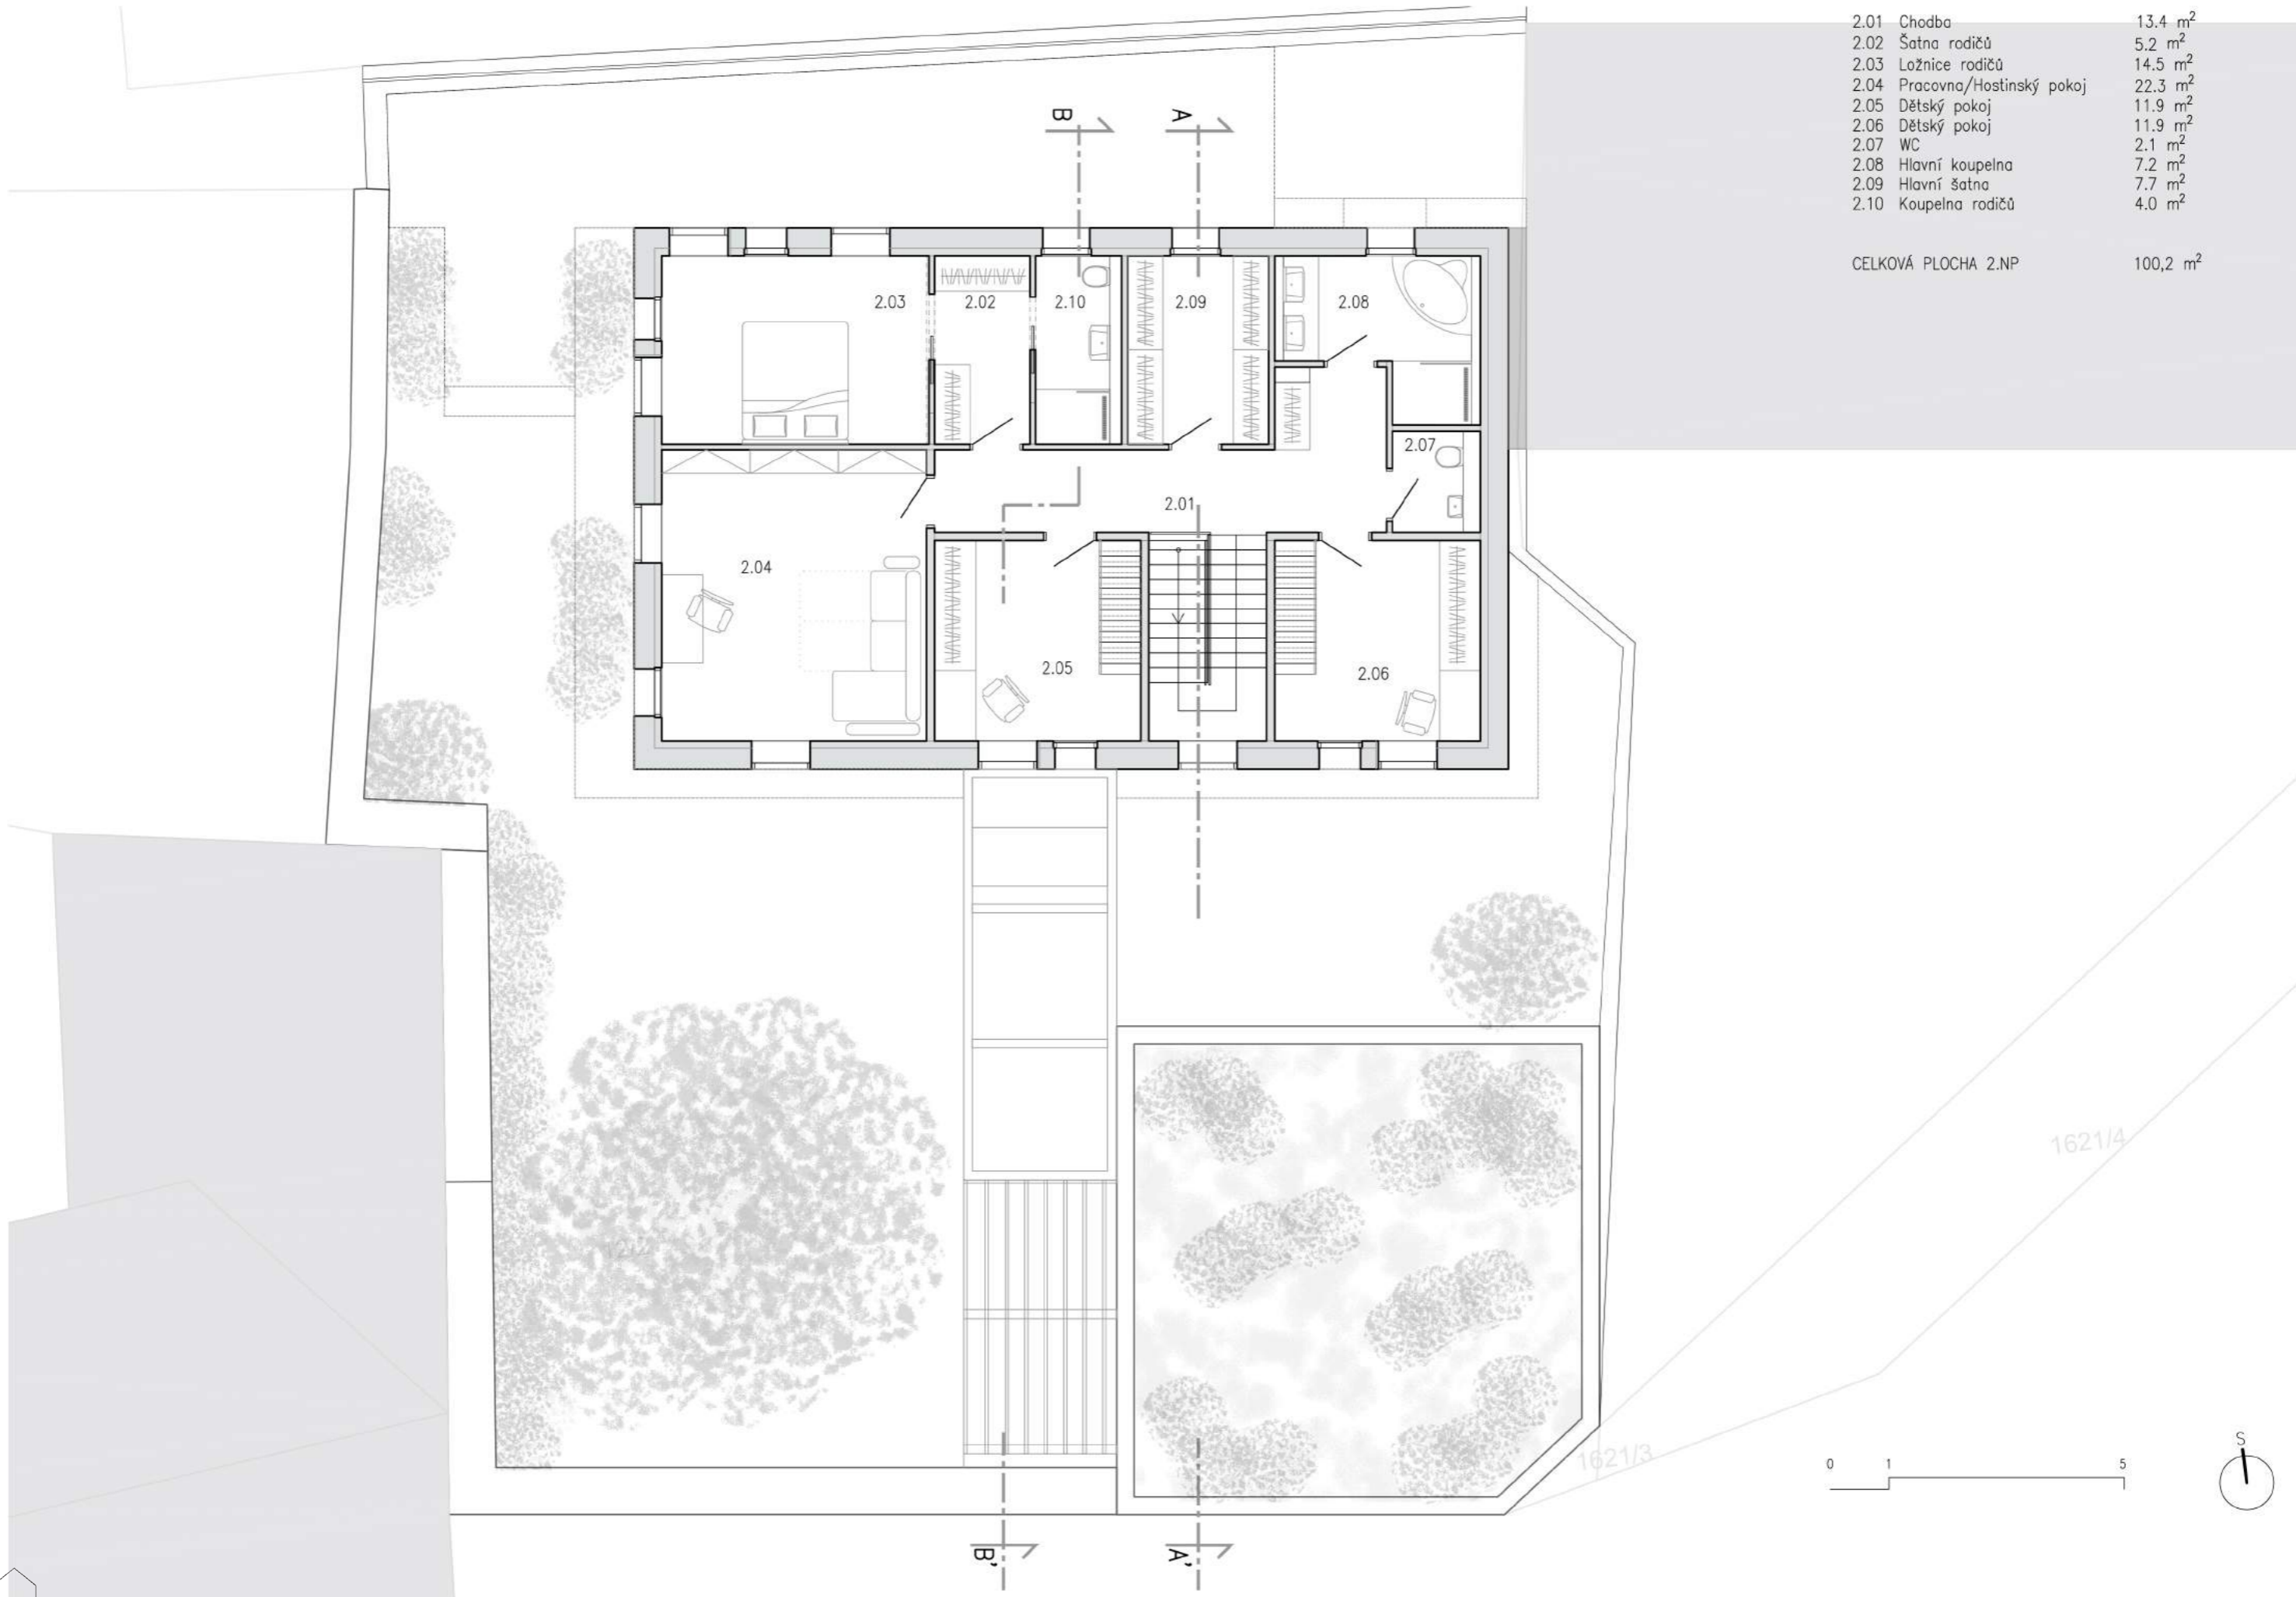 2.01 Chodba 13.4 m²
2.02 Šatna rodičů 5.2 m²
2.03 Ložnice rodičů 14.5 m²
2.04 Pracovna/Hostinský pokoj 22.3 m²
2.05 Dětský pokoj 11.9 m²
2.06 Dětský pokoj 11.9 m²
2.07 WC 2.1 m²
2.08 Hlavní koupelna 7.2 m²
2.09 Hlavní šatna 7.7 m²
2.10 Koupelna rodičů 4.0 m²
CELKOVÁ PLOCHA 2.NP 100,2 m²
B A
2.03 2.02 2.10 2.09 2.08
2.07
2.01
2.04
2.05 2.06
1621/4
1621/3
0 1 5
S
B' A'